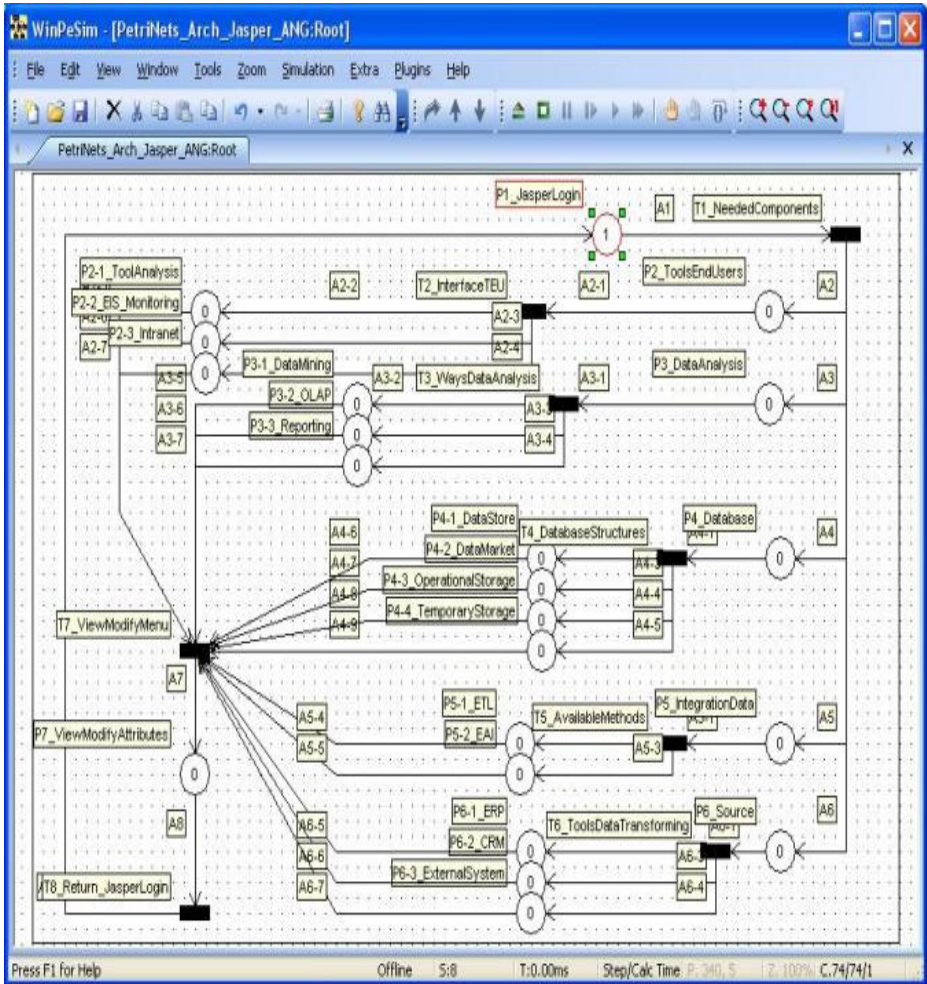 WinPeSim - [PetriNets_Arch_Jasper_ANG:Root]
File Edit View Window Tools Zoom Simulation Extra Plugins Help
PetriNets_Arch_Jasper_ANG:Root
P1_JasperLogin
A1
T1_NeededComponents
1
P2-1_ToolAnalysis
A2-2
T2_InterfaceTEU
A2-1
P2_ToolsEndUsers
A2
P2-2_EIS_Monitoring
0
A2-3
0
P2-3_Intranet
0
A2-7
A2-4
P3-1_DataMining
P3_DataAnalysis
0
A3-5
A3-2
T3_WaysDataAnalysis
A3-1
A3
P3-2_OLAP
0
0
A3-6
P3-3_Reporting
0
A3-4
A3-7
0
P4-1_DataStore
P4_Database
A4-6
T4_DatabaseStructures
A4
P4-2_DataMarket
0
0
A4-7
P4-3_OperationalStorage
0
A4-4
A4-8
P4-4_TemporaryStorage
0
A4-5
A4-9
T7_ViewModifyMenu
0
A7
P5-1_ETL
P5_IntegrationData
A5-4
T5_AvailableMethods
A5
P7_ViewModifyAttributes
P5-2_EAI
0
A5-3
0
A5-5
0
0
P6-1_ERP
P6_Source
A6
A8
A6-5
T6_ToolsDataTransforming
P6-2_CRM
0
0
A6-6
P6-3_ExternalSystem
0
A6-4
T8_Return_JasperLogin
A6-7
0
Press F1 for Help Offline S:8 T:0.00ms Step/Calc Time P: 340, 5 Z: 100% C.74/74/1